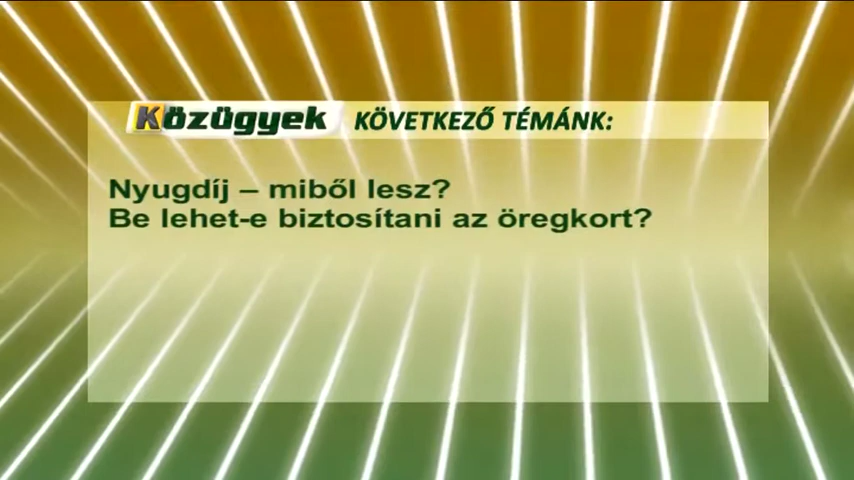 Közügyek KÖVETKEZŐ TÉMÁNK:
Nyugdíj – miből lesz?
Be lehet-e biztosítani az öregkort?